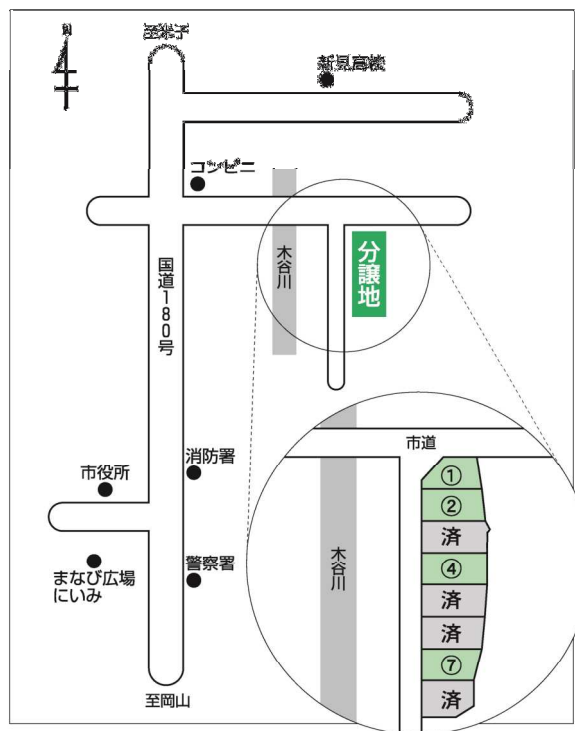 至米子
新見高校
コンビニ
木谷川
分譲地
国道180号
市道
消防署
市役所
①
②
済
④
済
済
⑦
済
木谷川
警察署
まなび広場
にいみ
至岡山